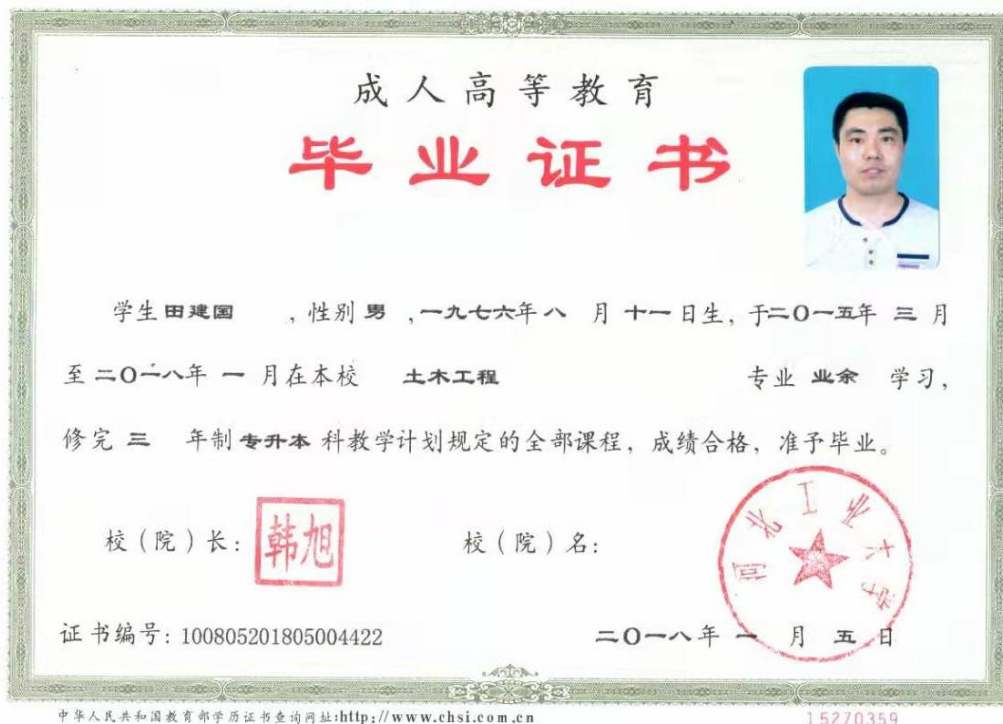 成人高等教育
毕业证书
学生 田建国 ，性别 男 ，一九七六年 八 月 十一 日生，于二〇一五年 三 月
至 二〇一八年 一 月在本校 土木工程 专业 业余 学习，
修完 三 年制 专升本 科教学计划规定的全部课程，成绩合格，准予毕业。
校（院）长： 韩旭 校（院）名： 河北工业大学
证书编号：100805201805004422 二〇一八年 一 月 五 日
中华人民共和国教育部学历证书查询网址:http://www.chsi.com.cn 15270359